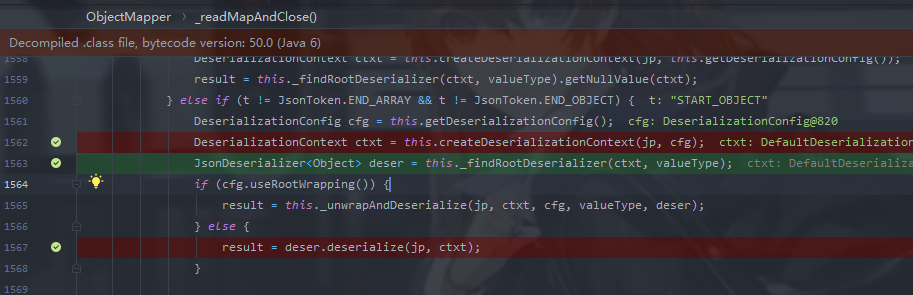 ObjectMapper > _readMapAndClose()
Decompiled .class file, bytecode version: 50.0 (Java 6)
1558 DeserializationContext ctxt = this.createDeserializationContext(jp, this.getDeserializationConfig());
1559 result = this._findRootDeserializer(ctxt, valueType).getNullValue(ctxt);
1560 } else if (t != JsonToken.END_ARRAY && t != JsonToken.END_OBJECT) { t: "START_OBJECT"
1561 DeserializationConfig cfg = this.getDeserializationConfig(); cfg: DeserializationConfig@820
1562 DeserializationContext ctxt = this.createDeserializationContext(jp, cfg); ctxt: DefaultDeserialization
1563 JsonDeserializer<Object> deser = this._findRootDeserializer(ctxt, valueType); ctxt: DefaultDeserializa
1564 if (cfg.useRootWrapping()) {
1565 result = this._unwrapAndDeserialize(jp, ctxt, cfg, valueType, deser);
1566 } else {
1567 result = deser.deserialize(jp, ctxt);
1568 }
1569